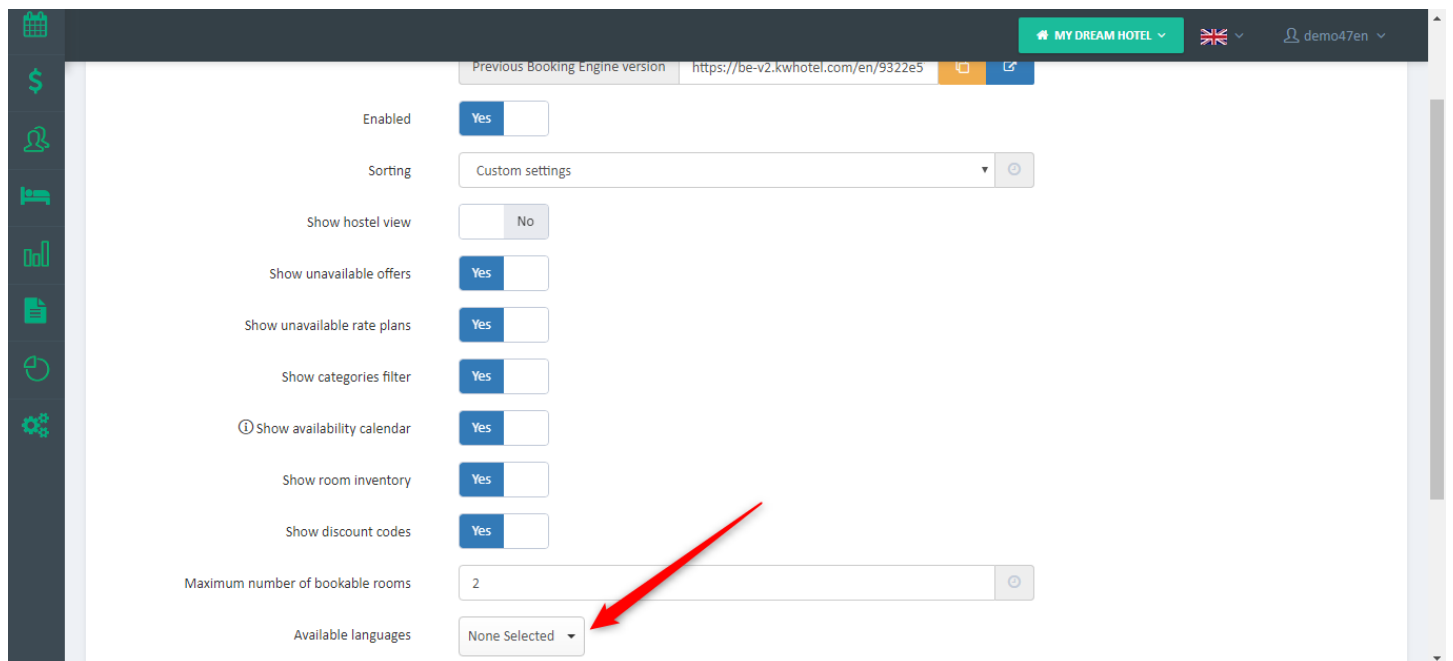 MY DREAM HOTEL
demo47en
Previous Booking Engine version https://be-v2.kwhotel.com/en/9322e5
Enabled Yes
Sorting Custom settings
Show hostel view No
Show unavailable offers Yes
Show unavailable rate plans Yes
Show categories filter Yes
Show availability calendar Yes
Show room inventory Yes
Show discount codes Yes
Maximum number of bookable rooms 2
Available languages None Selected